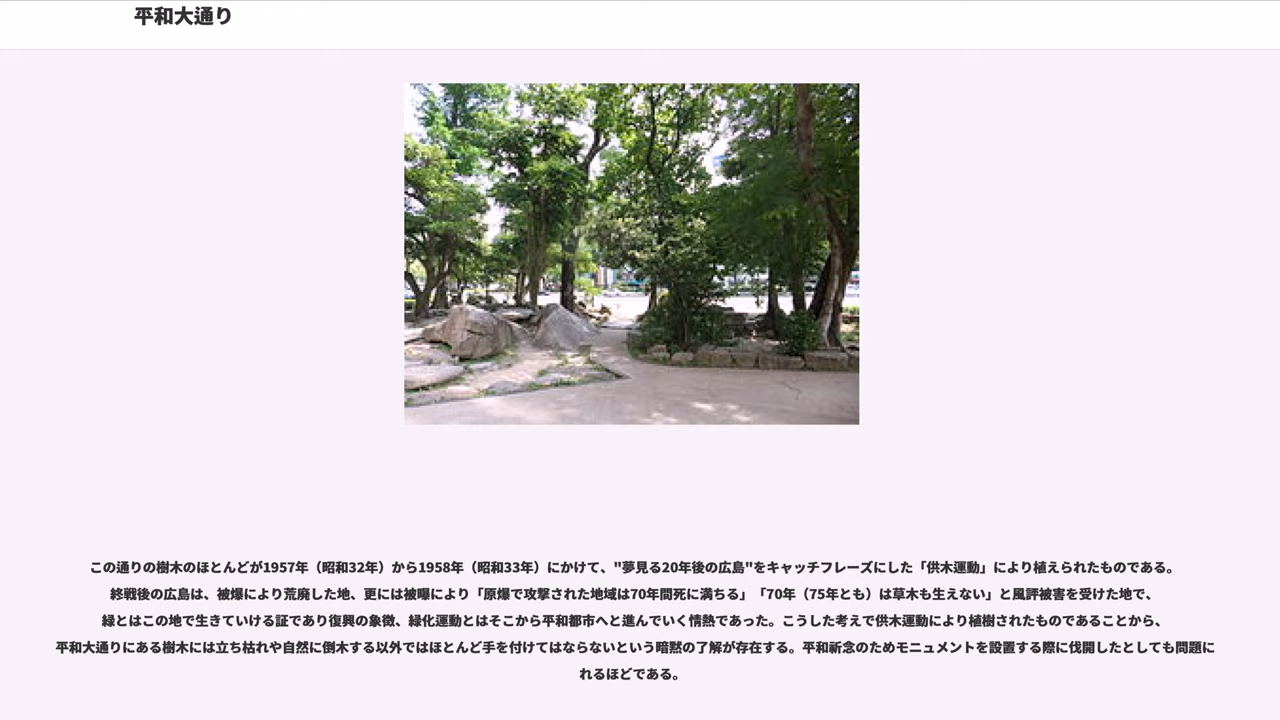 平和大通り
この通りの樹木のほとんどが1957年（昭和32年）から1958年（昭和33年）にかけて、"夢見る20年後の広島"をキャッチフレーズにした「供木運動」により植えられたものである。
終戦後の広島は、被爆により荒廃した地、更には被曝により「原爆で攻撃された地域は70年間死に満ちる」「70年（75年とも）は草木も生えない」と風評被害を受けた地で、
緑とはこの地で生きていける証であり復興の象徴、緑化運動とはそこから平和都市へと進んでいく情熱であった。こうした考えで供木運動により植樹されたものであることから、
平和大通りにある樹木には立ち枯れや自然に倒木する以外ではほとんど手を付けてはならないという暗黙の了解が存在する。平和祈念のためモニュメントを設置する際に伐開したとしても問題に
れるほどである。